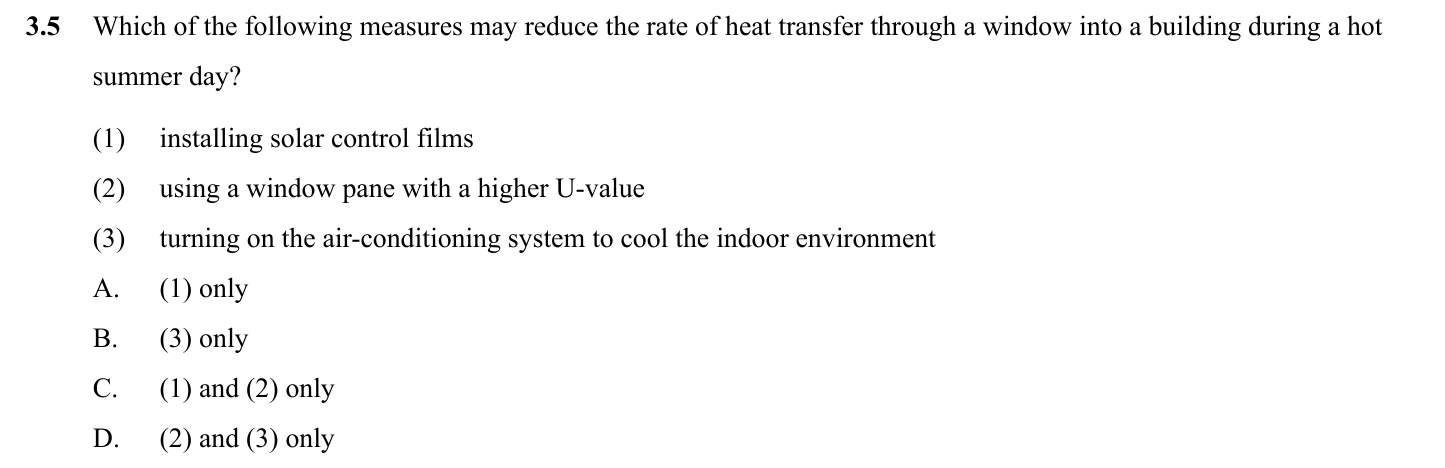 3.5 Which of the following measures may reduce the rate of heat transfer through a window into a building during a hot
summer day?
(1) installing solar control films
(2) using a window pane with a higher U-value
(3) turning on the air-conditioning system to cool the indoor environment
A. (1) only
B. (3) only
C. (1) and (2) only
D. (2) and (3) only